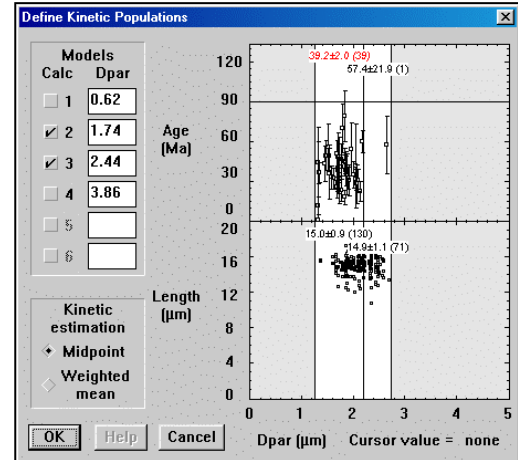 Define Kinetic Populations
Models
Calc Dpar
1 0.62
2 1.74
3 2.44
4 3.86
5
6
Kinetic
estimation
Midpoint
Weighted
mean
OK Help Cancel
39.2±2.0 (39)
57.4±21.9 (1)
120
90
Age
(Ma)
60
30
0
15.0±0.9 (130)
14.9±1.1 (71)
20
16
Length
(µm)
12
8
4
0
0 1 2 3 4 5
Dpar (µm) Cursor value = none